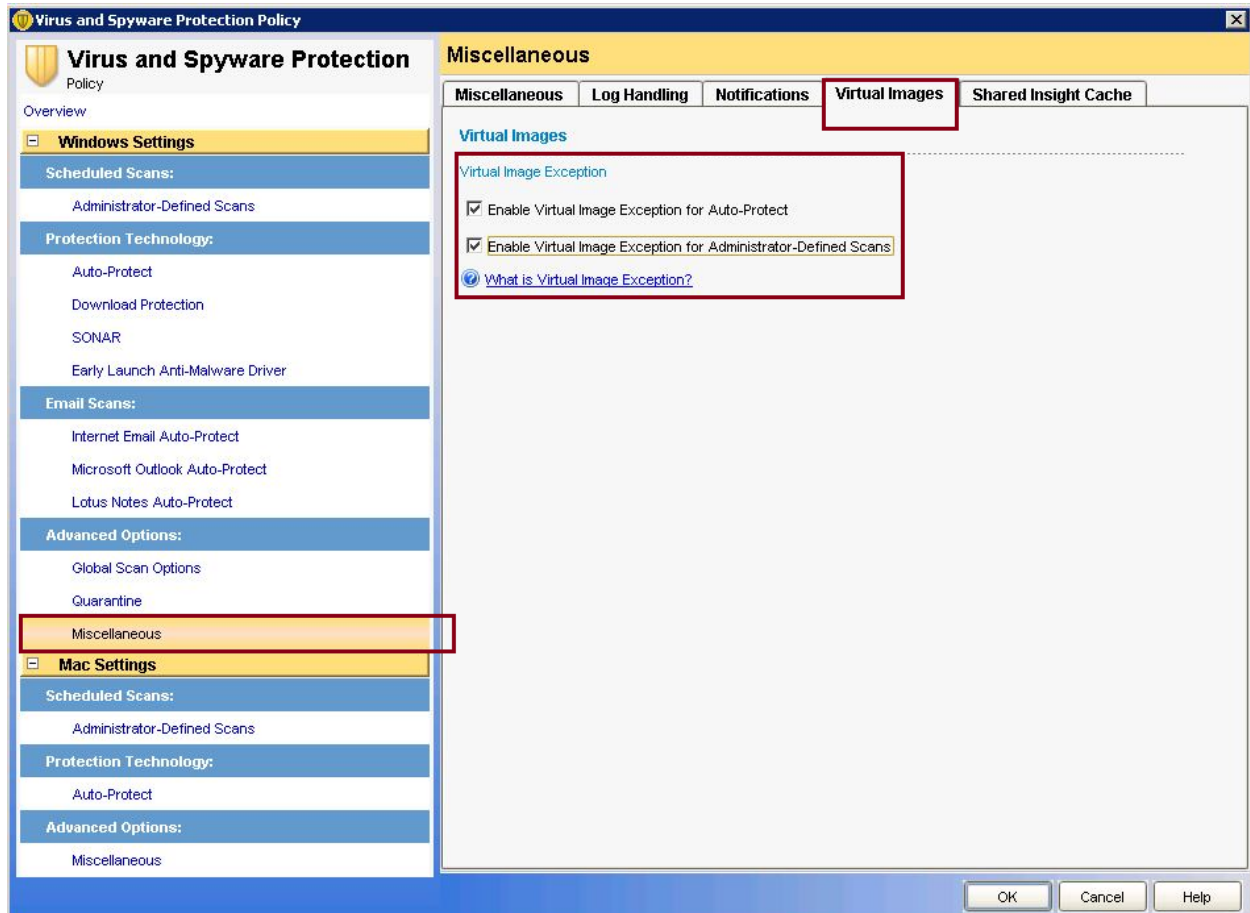 Virus and Spyware Protection Policy
Virus and Spyware Protection
Policy
Overview
Windows Settings
Scheduled Scans:
Administrator-Defined Scans
Protection Technology:
Auto-Protect
Download Protection
SONAR
Early Launch Anti-Malware Driver
Email Scans:
Internet Email Auto-Protect
Microsoft Outlook Auto-Protect
Lotus Notes Auto-Protect
Advanced Options:
Global Scan Options
Quarantine
Miscellaneous
Mac Settings
Scheduled Scans:
Administrator-Defined Scans
Protection Technology:
Auto-Protect
Advanced Options:
Miscellaneous
Miscellaneous
Miscellaneous Log Handling Notifications Virtual Images Shared Insight Cache
Virtual Images
Virtual Image Exception
Enable Virtual Image Exception for Auto-Protect
Enable Virtual Image Exception for Administrator-Defined Scans
What is Virtual Image Exception?
OK Cancel Help